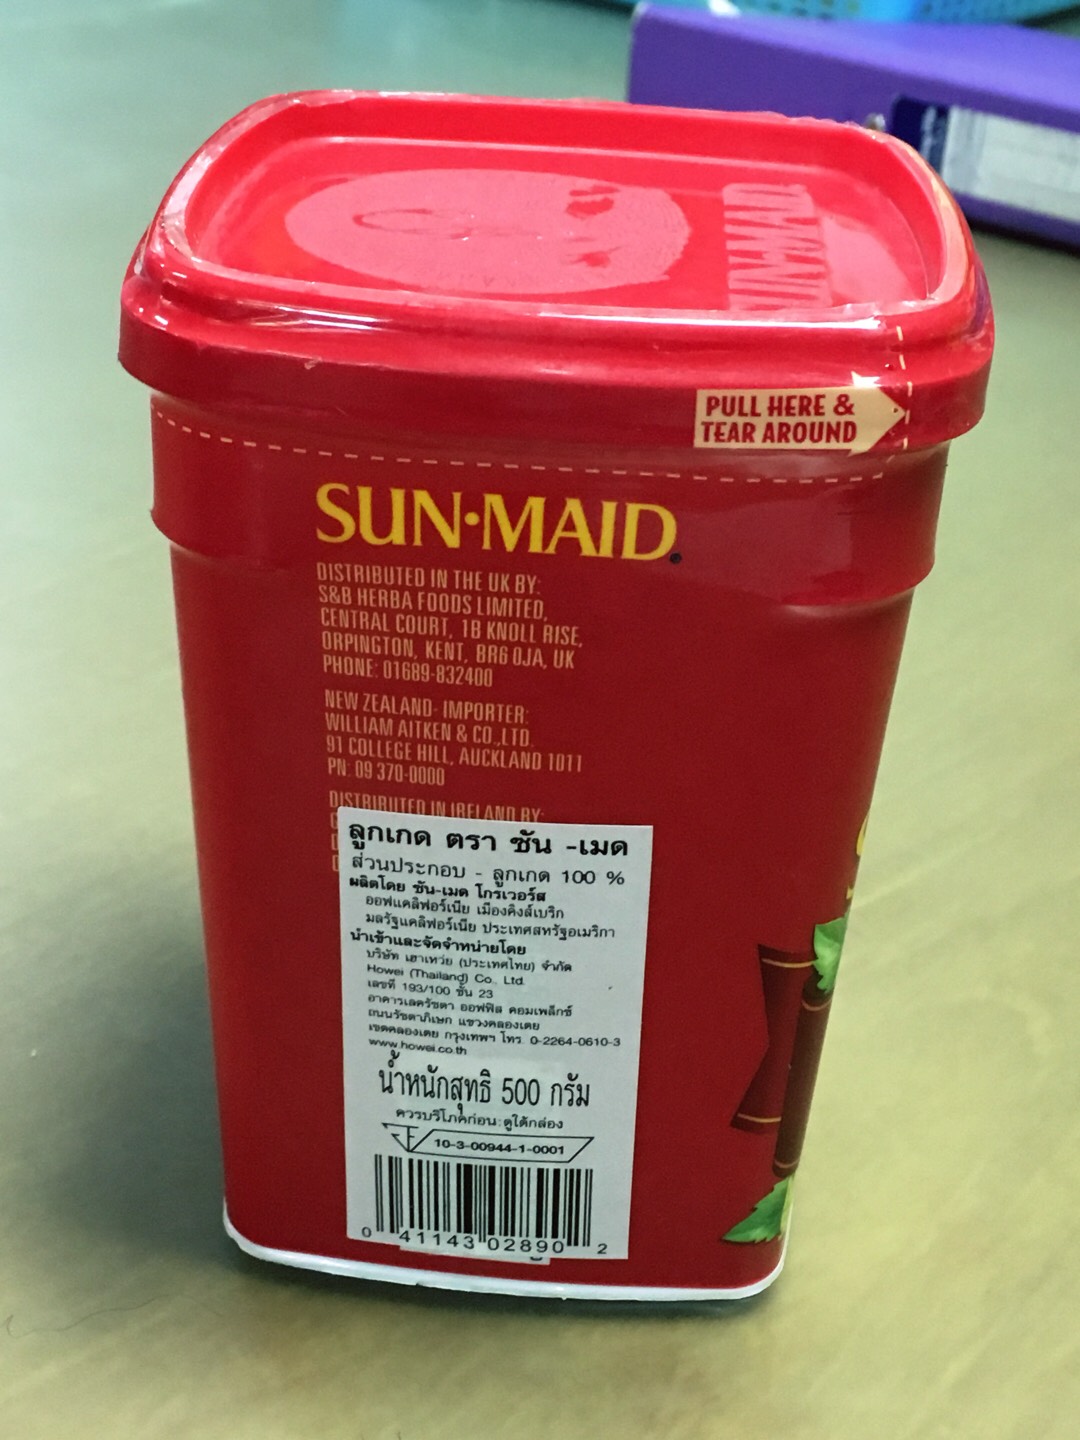 SUN-MAID
PULL HERE &
TEAR AROUND
SUN•MAID®
DISTRIBUTED IN THE UK BY:
S&B HERBA FOODS LIMITED,
CENTRAL COURT, 1B KNOLL RISE,
ORPINGTON, KENT, BR6 0JA, UK
PHONE: 01689-832400
NEW ZEALAND- IMPORTER:
WILLIAM AITKEN & CO.,LTD.
91 COLLEGE HILL, AUCKLAND 1011
PN: 09 370-0000
DISTRIBUTED IN IRELAND BY:
ลูกเกด ตรา ซัน -เมด
ส่วนประกอบ - ลูกเกด 100 %
ผลิตโดย ซัน-เมด โกรเวอร์ส
ออฟแคลิฟอร์เนีย เมืองคิงส์เบริก
มลรัฐแคลิฟอร์เนีย ประเทศสหรัฐอเมริกา
นำเข้าและจัดจำหน่ายโดย
บริษัท เฮาเหว่ย (ประเทศไทย) จำกัด
Howei (Thailand) Co., Ltd.
เลขที่ 193/100 ชั้น 23
อาคารเลครัชดา ออฟฟิส คอมเพล็กซ์
ถนนรัชดาภิเษก แขวงคลองเตย
เขตคลองเตย กรุงเทพฯ โทร. 0-2264-0610-3
www.howei.co.th
น้ำหนักสุทธิ 500 กรัม
ควรบริโภคก่อน:ดูใต้กล่อง
10-3-00944-1-0001
0 41143 02890 2